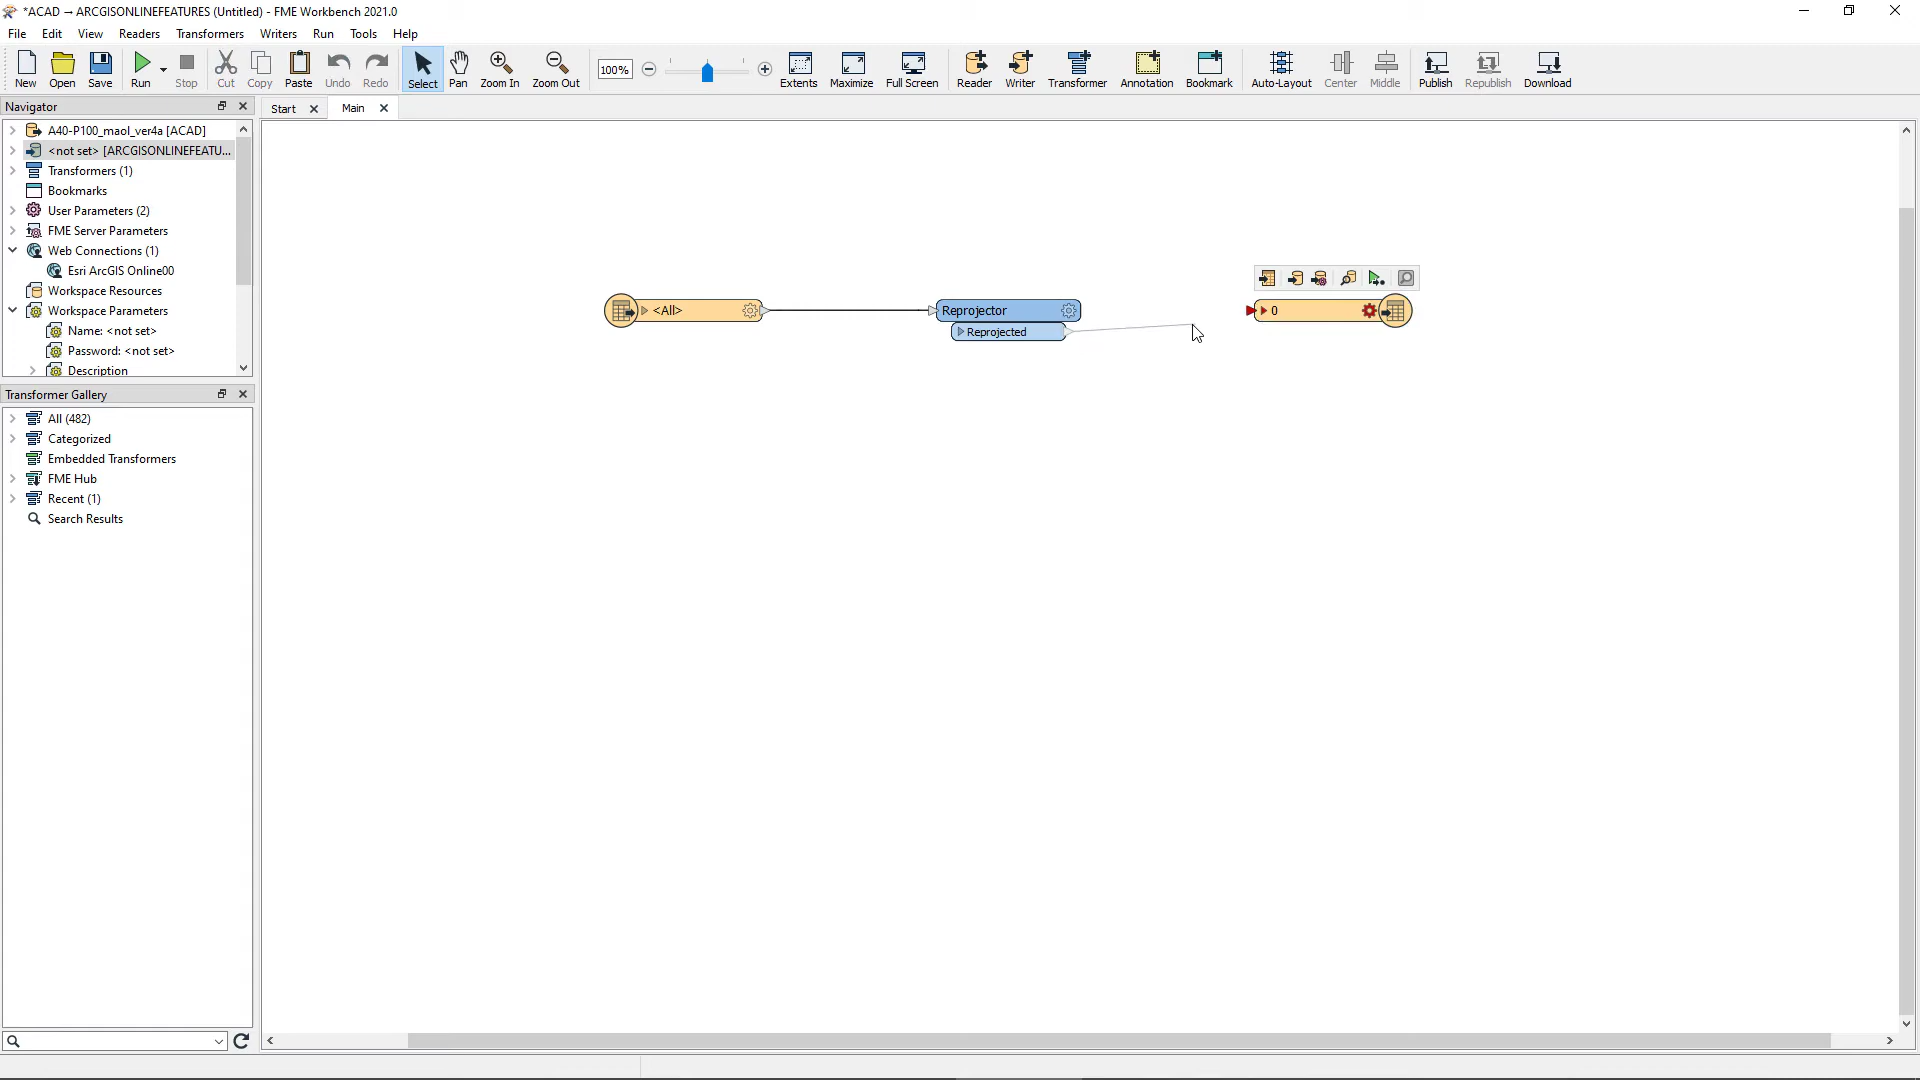 *ACAD → ARCGISONLINEFEATURES (Untitled) - FME Workbench 2021.0
File Edit View Readers Transformers Writers Run Tools Help
New Open Save Run Stop Cut Copy Paste Undo Redo Select Pan Zoom In Zoom Out 100% Extents Maximize Full Screen Reader Writer Transformer Annotation Bookmark Auto-Layout Center Middle Publish Republish Download
Navigator
Start Main
A40-P100_maol_ver4a [ACAD]
<not set> [ARCGISONLINEFEATU...
Transformers (1)
Bookmarks
User Parameters (2)
FME Server Parameters
Web Connections (1)
Esri ArcGIS Online00
Workspace Resources
Workspace Parameters
Name: <not set>
Password: <not set>
Description
<All>
Reprojector
Reprojected
0
Transformer Gallery
All (482)
Categorized
Embedded Transformers
FME Hub
Recent (1)
Search Results